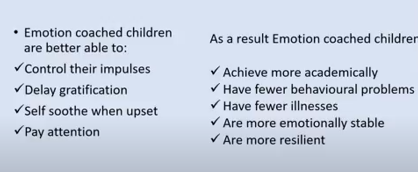 • Emotion coached children
are better able to:
✓Control their impulses
✓Delay gratification
✓Self soothe when upset
✓Pay attention
As a result Emotion coached children
✓ Achieve more academically
✓ Have fewer behavioural problems
✓ Have fewer illnesses
✓ Are more emotionally stable
✓ Are more resilient